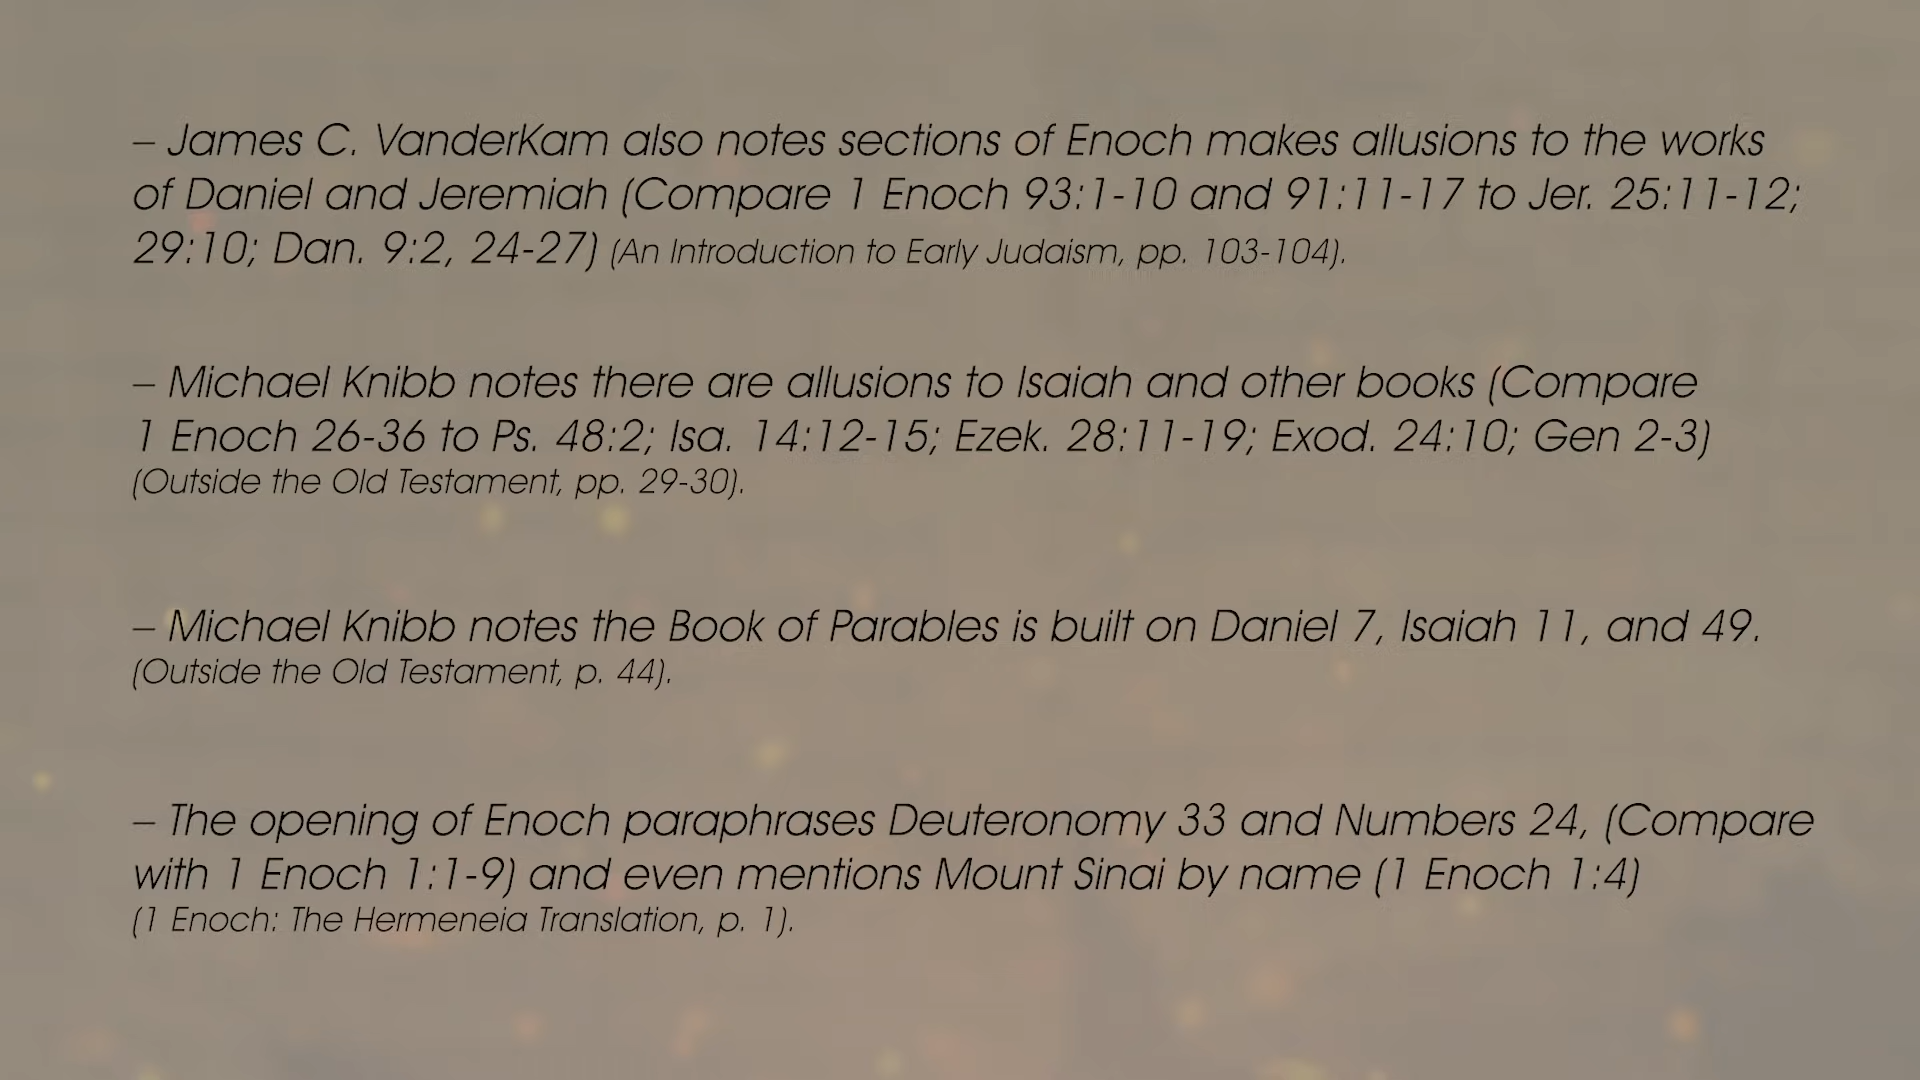 – James C. VanderKam also notes sections of Enoch makes allusions to the works
of Daniel and Jeremiah (Compare 1 Enoch 93:1-10 and 91:11-17 to Jer. 25:11-12;
29:10; Dan. 9:2, 24-27) (An Introduction to Early Judaism, pp. 103-104).
– Michael Knibb notes there are allusions to Isaiah and other books (Compare
1 Enoch 26-36 to Ps. 48:2; Isa. 14:12-15; Ezek. 28:11-19; Exod. 24:10; Gen 2-3)
(Outside the Old Testament, pp. 29-30).
– Michael Knibb notes the Book of Parables is built on Daniel 7, Isaiah 11, and 49.
(Outside the Old Testament, p. 44).
– The opening of Enoch paraphrases Deuteronomy 33 and Numbers 24, (Compare
with 1 Enoch 1:1-9) and even mentions Mount Sinai by name (1 Enoch 1:4)
(1 Enoch: The Hermeneia Translation, p. 1).